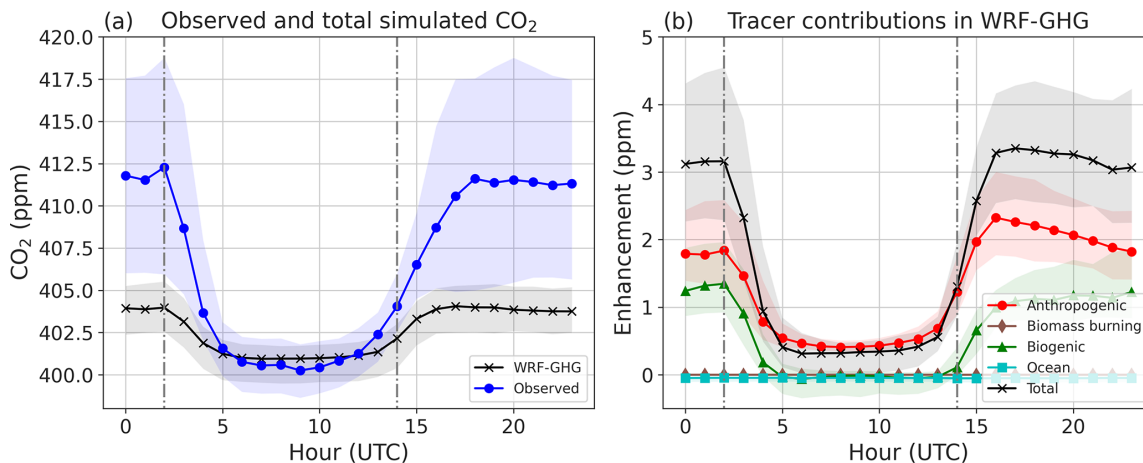 (a) Observed and total simulated CO₂
420.0
417.5
415.0
412.5
410.0
407.5
405.0
402.5
400.0
CO₂ (ppm)
WRF-GHG
Observed
0 5 10 15 20
Hour (UTC)
(b) Tracer contributions in WRF-GHG
5
4
3
2
1
0
Enhancement (ppm)
Anthropogenic
Biomass burning
Biogenic
Ocean
Total
0 5 10 15 20
Hour (UTC)